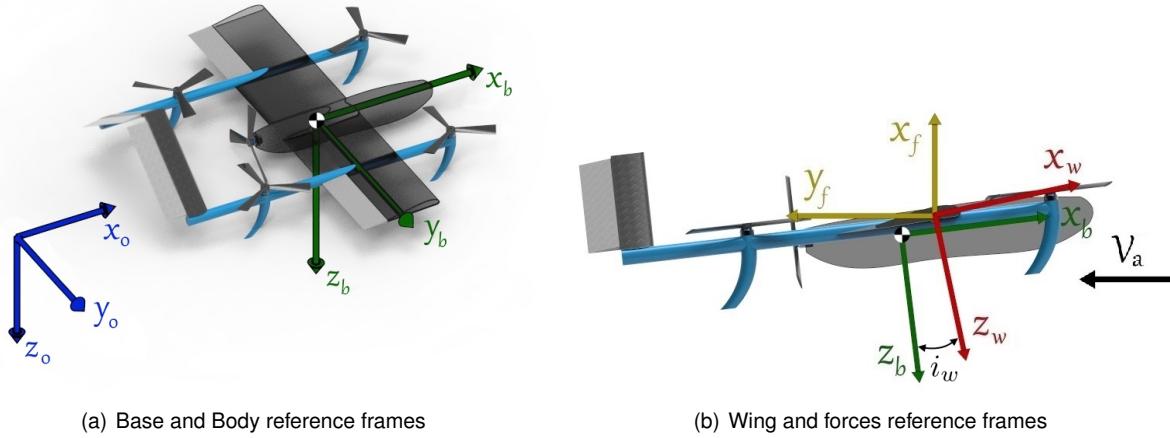 x_b
y_b
z_b
x_o
y_o
z_o
x_f
y_f
x_w
x_b
V_a
z_w
z_b
i_w
(a) Base and Body reference frames
(b) Wing and forces reference frames